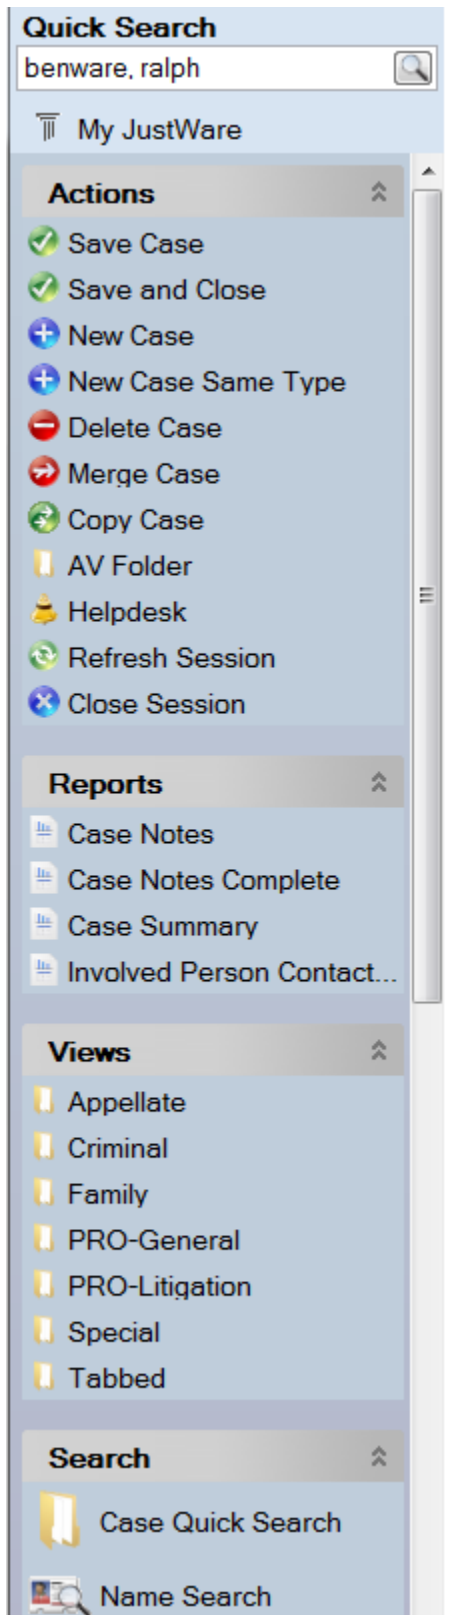 Quick Search
benware, ralph
My JustWare
Actions
Save Case
Save and Close
New Case
New Case Same Type
Delete Case
Merge Case
Copy Case
AV Folder
Helpdesk
Refresh Session
Close Session
Reports
Case Notes
Case Notes Complete
Case Summary
Involved Person Contact...
Views
Appellate
Criminal
Family
PRO-General
PRO-Litigation
Special
Tabbed
Search
Case Quick Search
Name Search